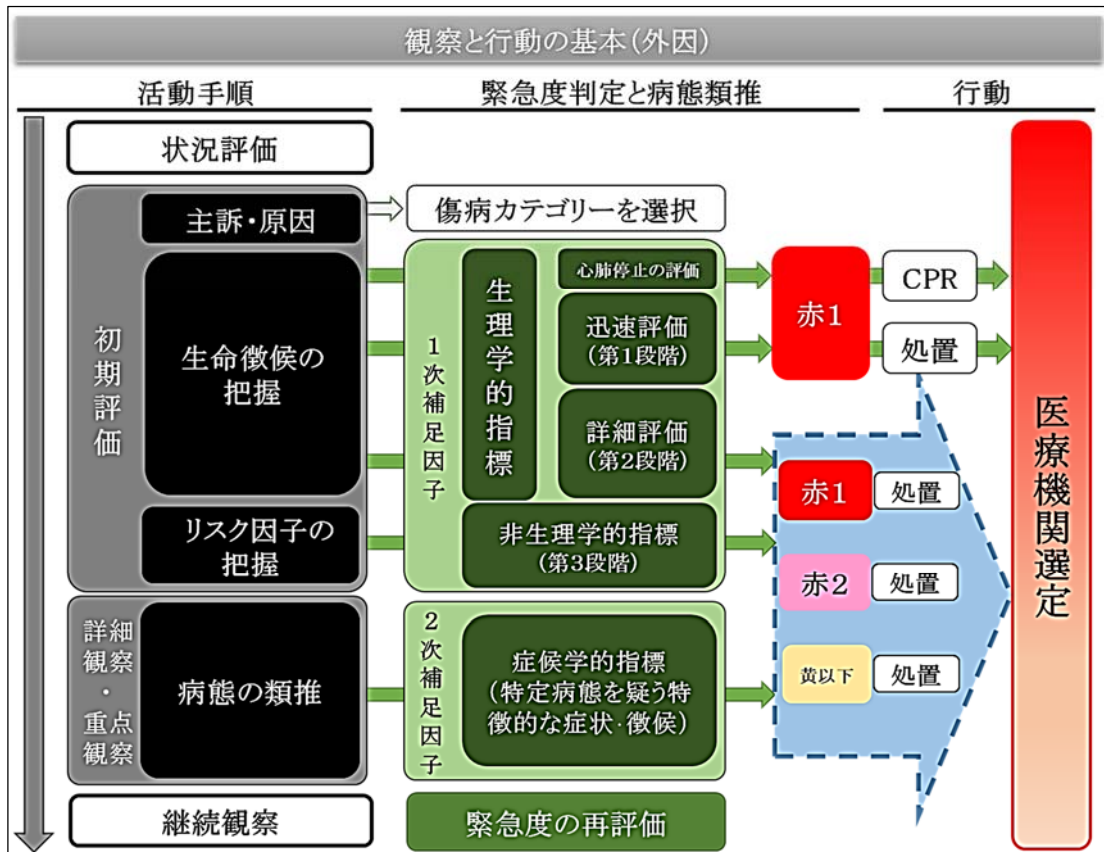 観察と行動の基本(外因)
活動手順
緊急度判定と病態類推
行動
状況評価
初期評価
主訴・原因
傷病カテゴリーを選択
生命徴候の
把握
リスク因子の
把握
1次補足因子
生理学的指標
心肺停止の評価
迅速評価
(第1段階)
詳細評価
(第2段階)
非生理学的指標
(第3段階)
赤1
CPR
処置
赤1
処置
赤2
処置
黄以下
処置
医療機関選定
詳細
観察
・
重点
観察
病態の類推
2次補足因子
症候学的指標
(特定病態を疑う特
徴的な症状・徴候)
継続観察
緊急度の再評価